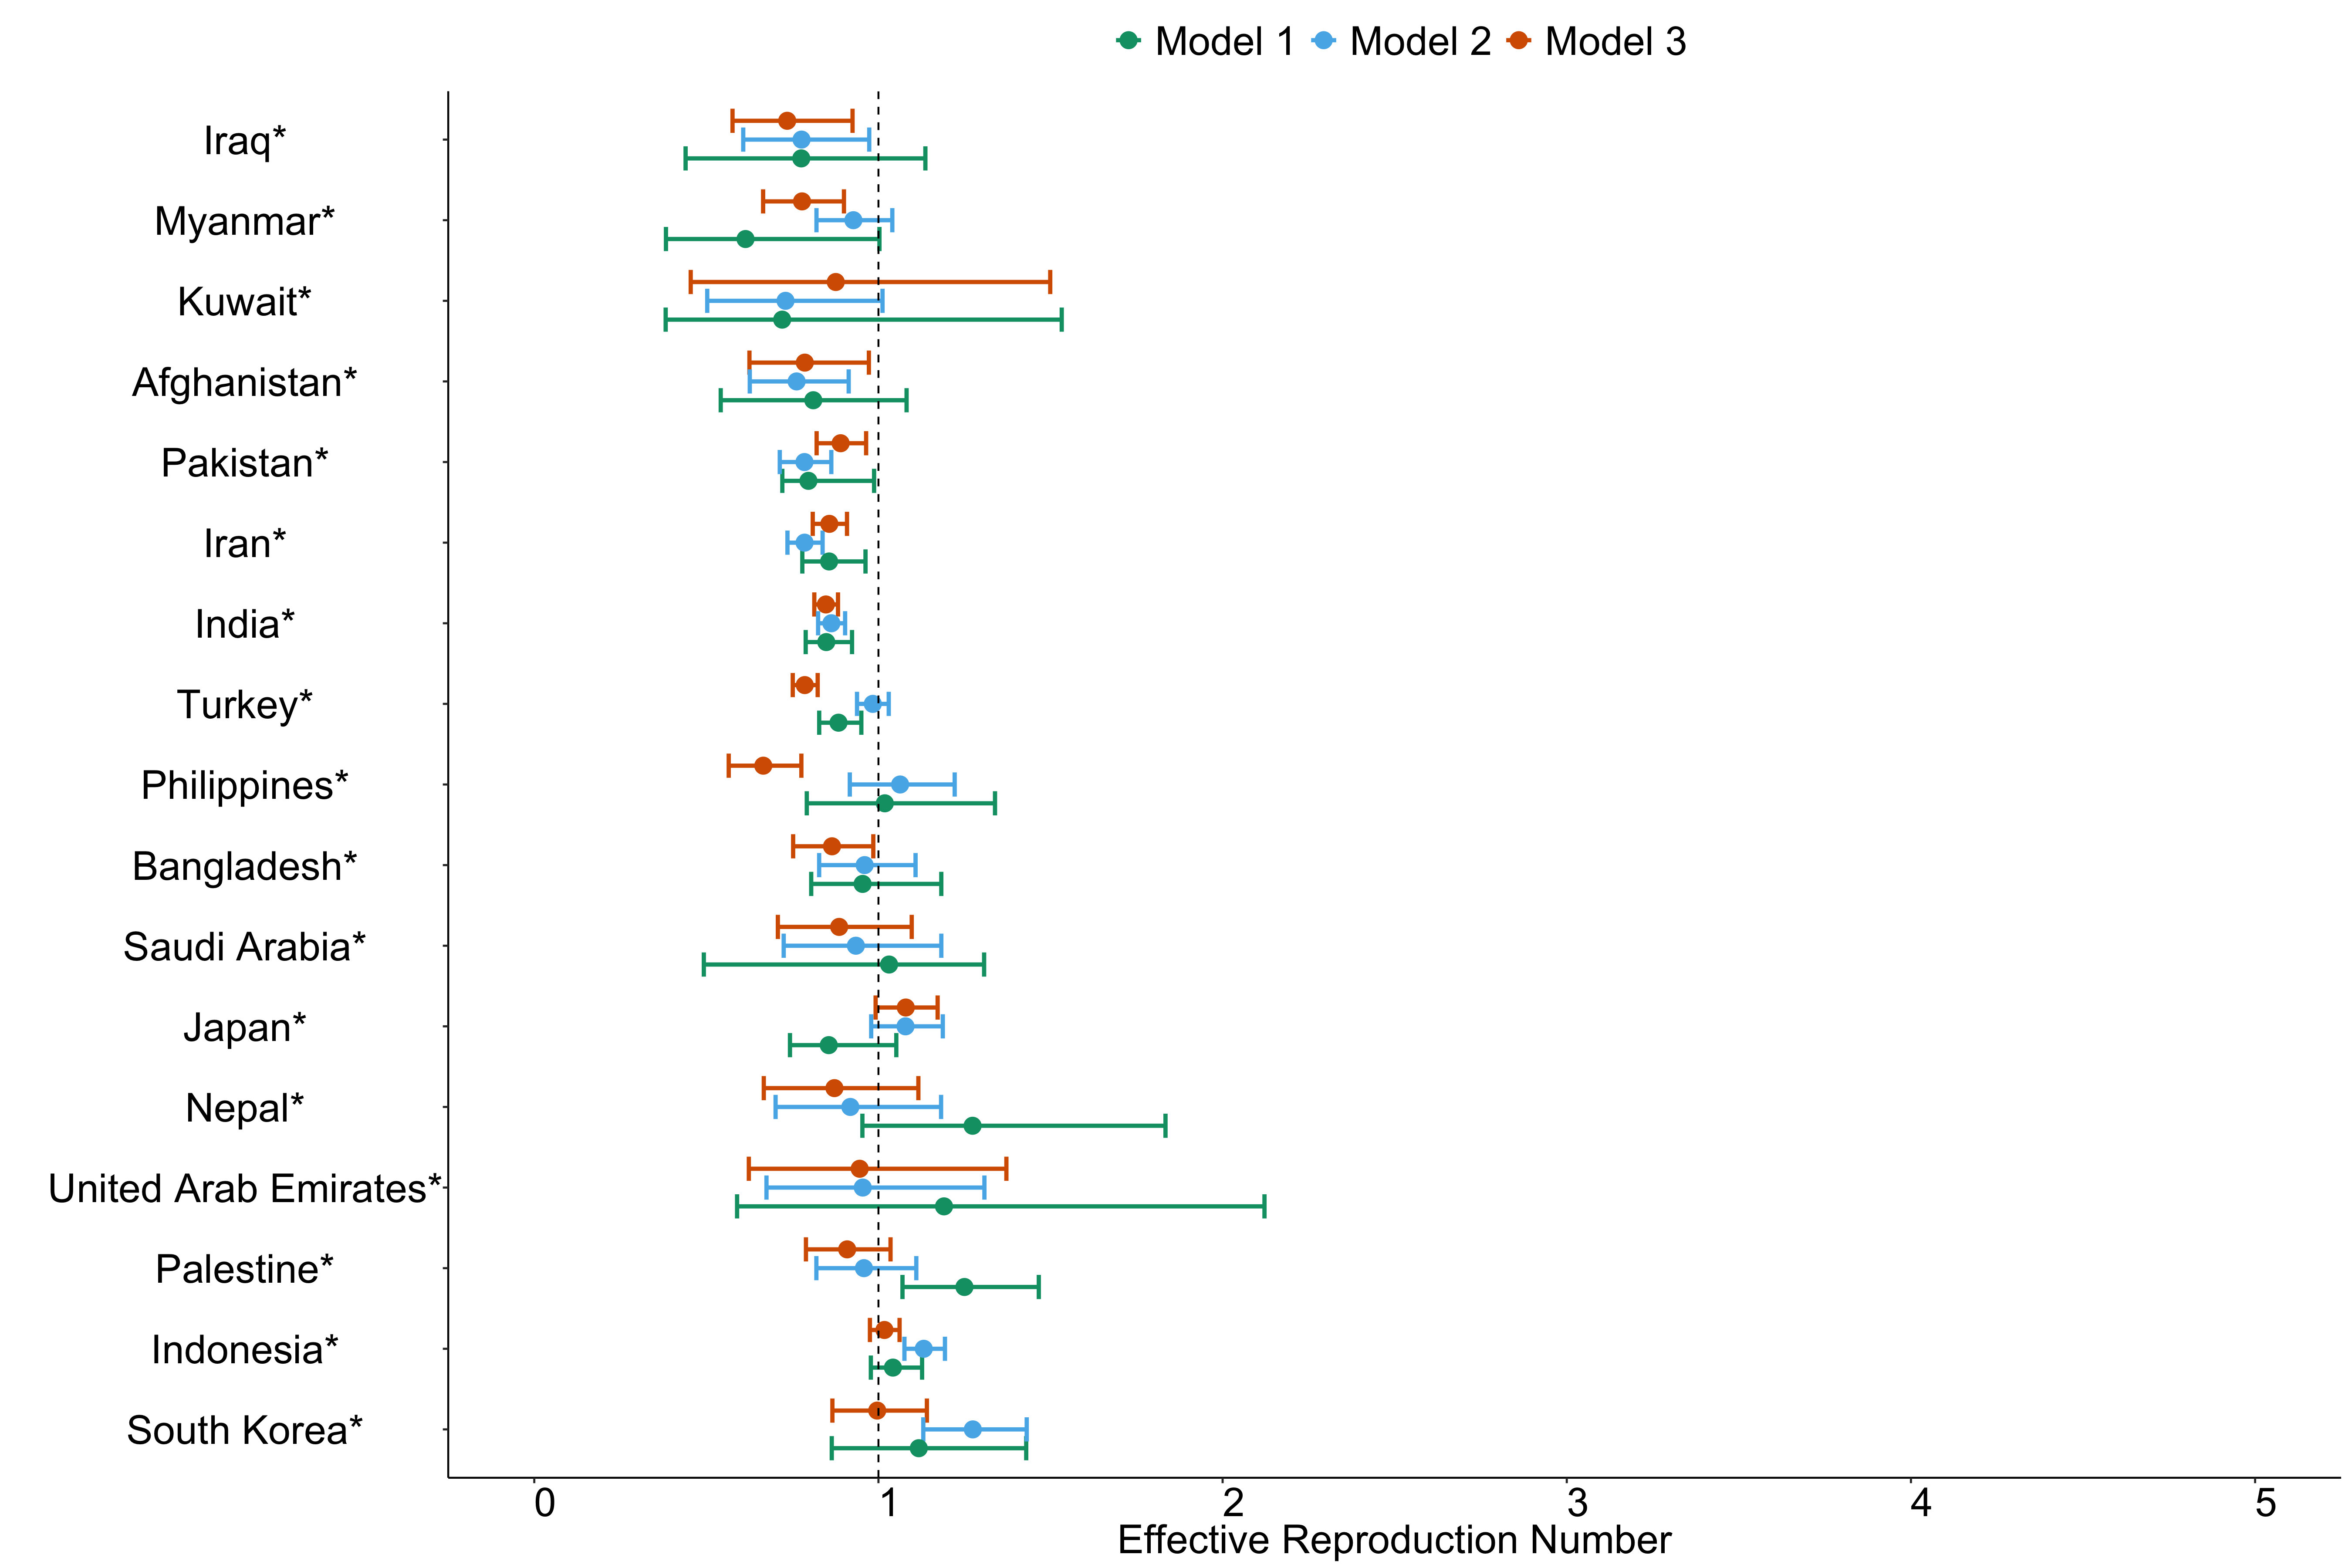 Model 1 Model 2 Model 3
Iraq*
Myanmar*
Kuwait*
Afghanistan*
Pakistan*
Iran*
India*
Turkey*
Philippines*
Bangladesh*
Saudi Arabia*
Japan*
Nepal*
United Arab Emirates*
Palestine*
Indonesia*
South Korea*
0 1 2 3 4 5
Effective Reproduction Number